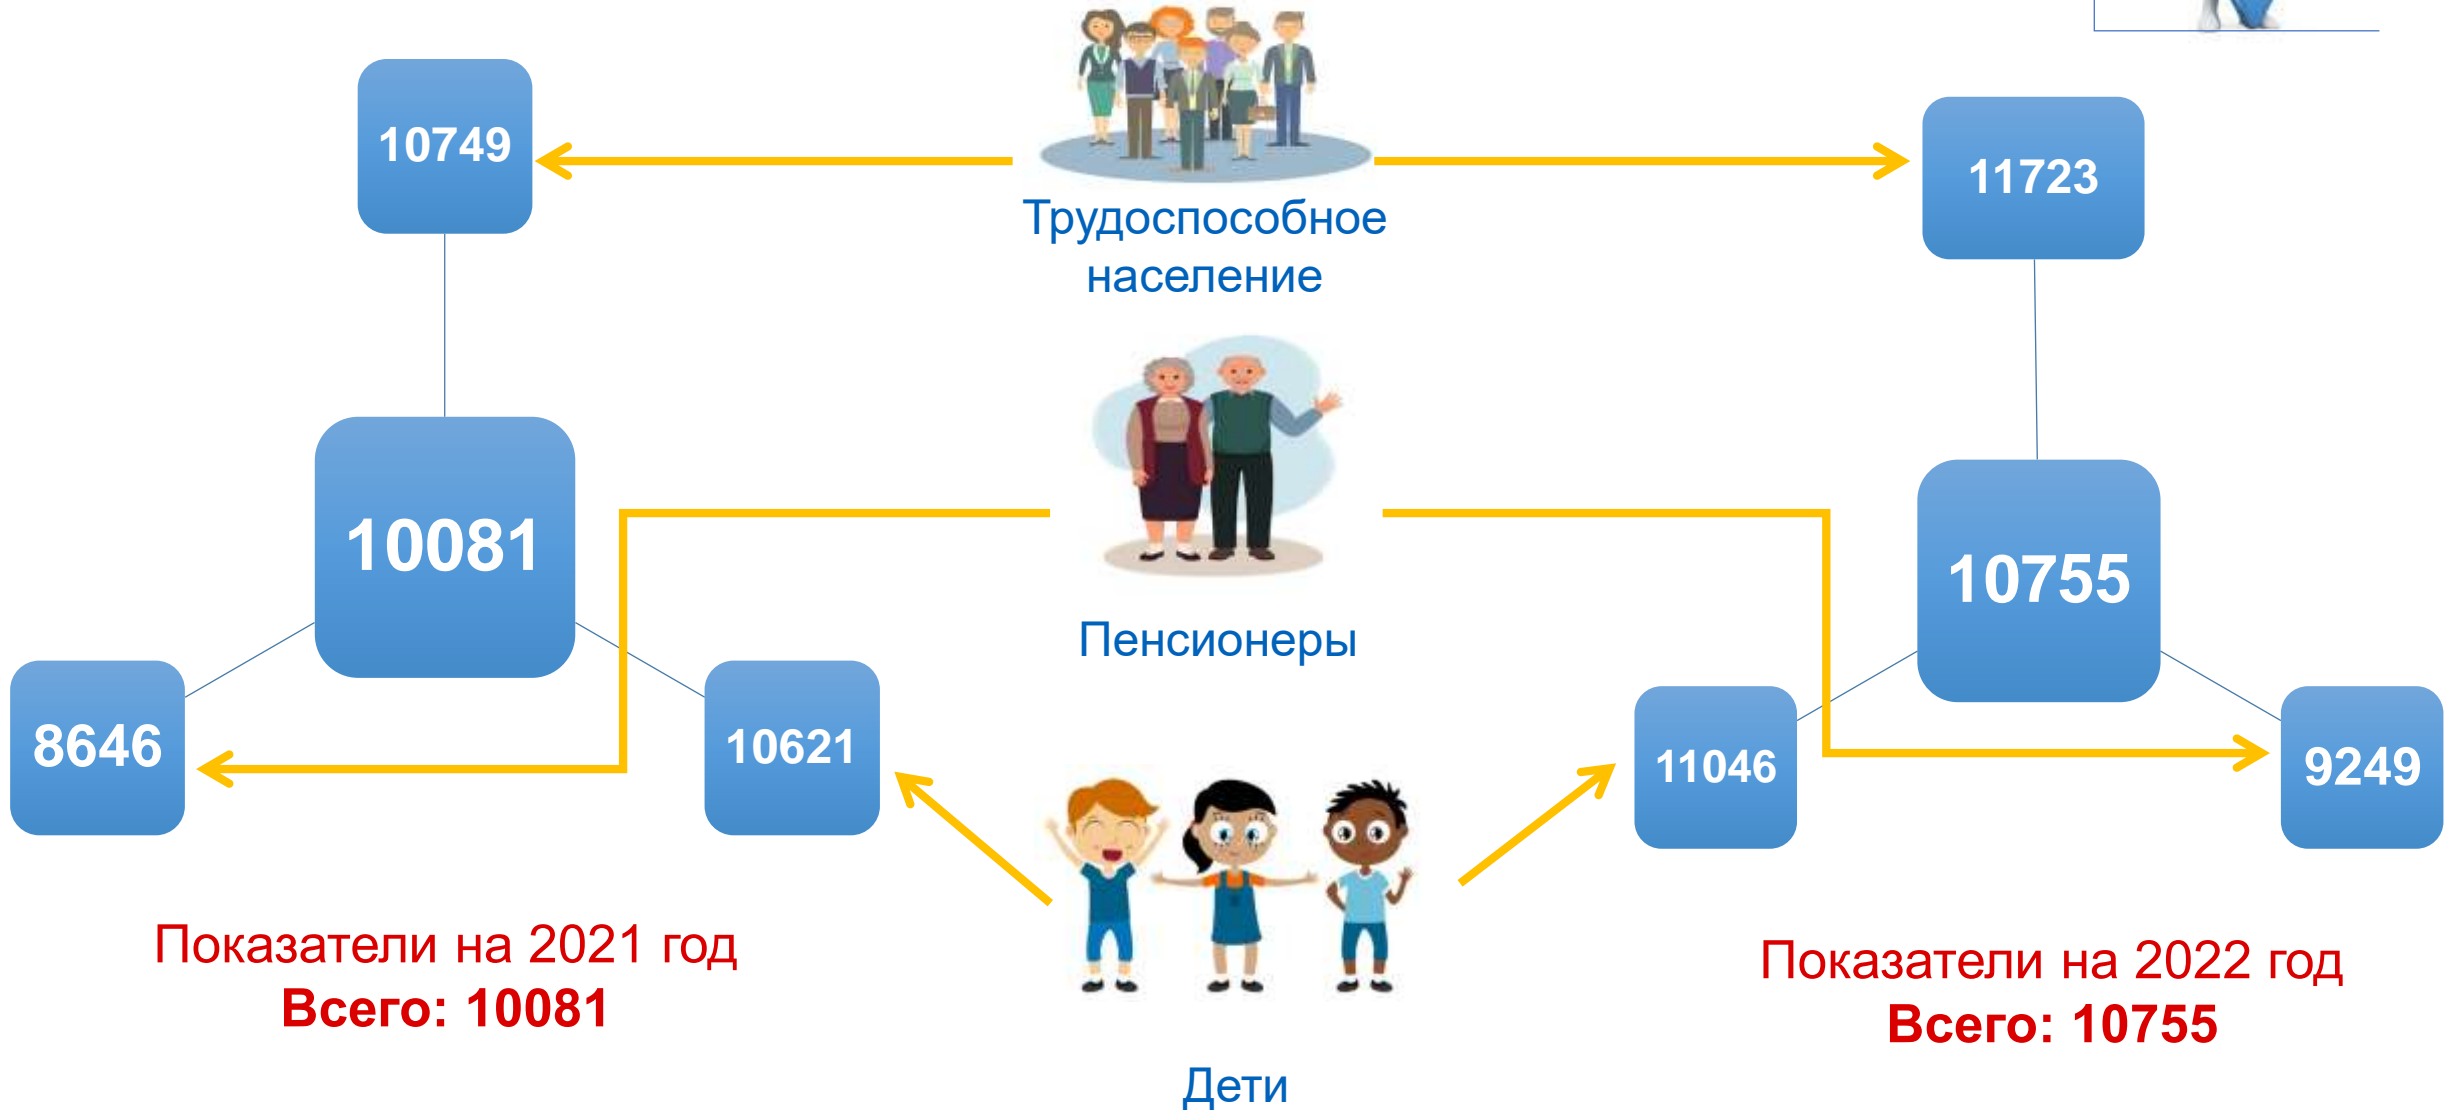 10749
11723
Трудоспособное
население
10081
10755
Пенсионеры
8646
10621
11046
9249
Показатели на 2021 год
Всего: 10081
Показатели на 2022 год
Всего: 10755
Дети